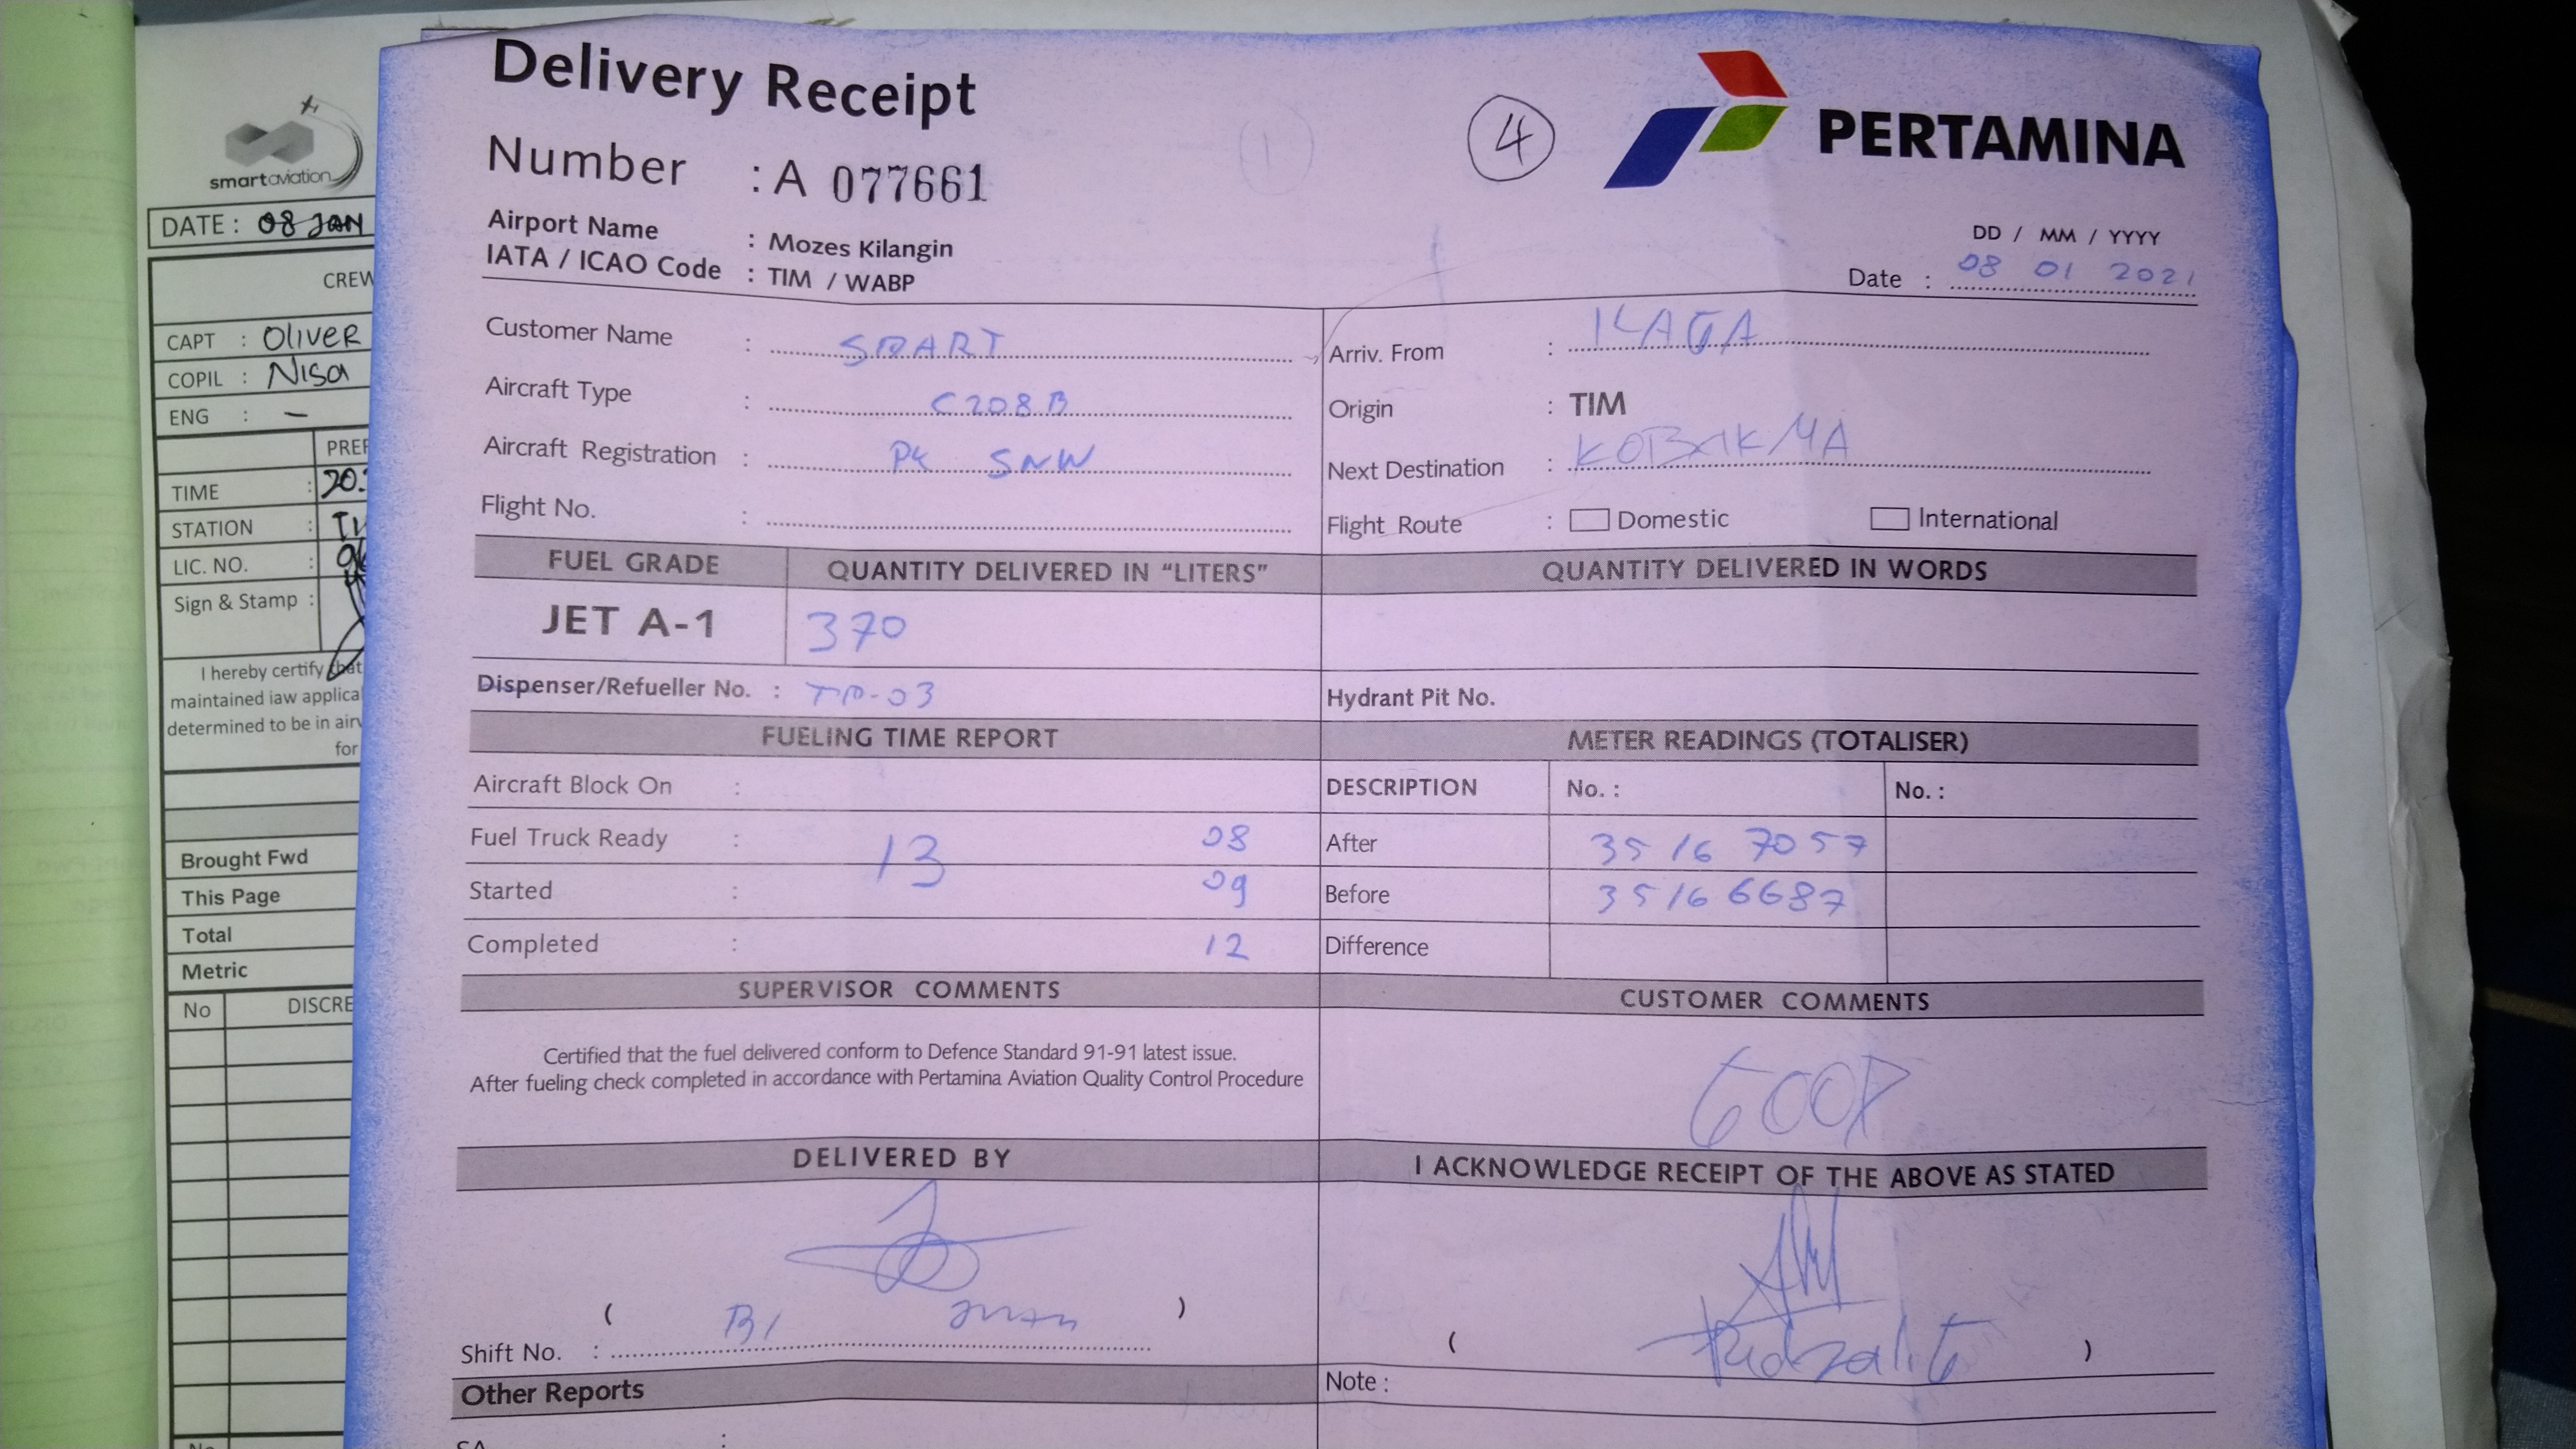 Delivery Receipt
4
PERTAMINA
Number : A 077661
Airport Name : Mozes Kilangin
IATA / ICAO Code : TIM / WABP
DD / MM / YYYY
Date : 08 01 2021
Customer Name : SMART
Arriv. From : ILAGA
Aircraft Type : C208B
Origin : TIM
Aircraft Registration : PK SNW
Next Destination : KOBAKMA
Flight No. :
Flight Route : Domestic International
FUEL GRADE QUANTITY DELIVERED IN "LITERS" QUANTITY DELIVERED IN WORDS
JET A-1 370
Dispenser/Refueller No. : TR-03
Hydrant Pit No.
FUELING TIME REPORT METER READINGS (TOTALISER)
Aircraft Block On :
DESCRIPTION No. : No. :
Fuel Truck Ready : 13 08
After 35167057
Started : 09
Before 35166687
Completed : 12
Difference
SUPERVISOR COMMENTS CUSTOMER COMMENTS
Certified that the fuel delivered conform to Defence Standard 91-91 latest issue.
After fueling check completed in accordance with Pertamina Aviation Quality Control Procedure
GOOD
DELIVERED BY I ACKNOWLEDGE RECEIPT OF THE ABOVE AS STATED
( B1 )
Shift No. :
( )
Other Reports
Note :
smartaviation
DATE : 08 JAN
CREW
CAPT : OLIVER
COPIL : Nisa
ENG : –
TIME :
STATION :
LIC. NO. :
Sign & Stamp :
I hereby certify that
maintained iaw applica
determined to be in air
for
Brought Fwd
This Page
Total
Metric
No DISCRE